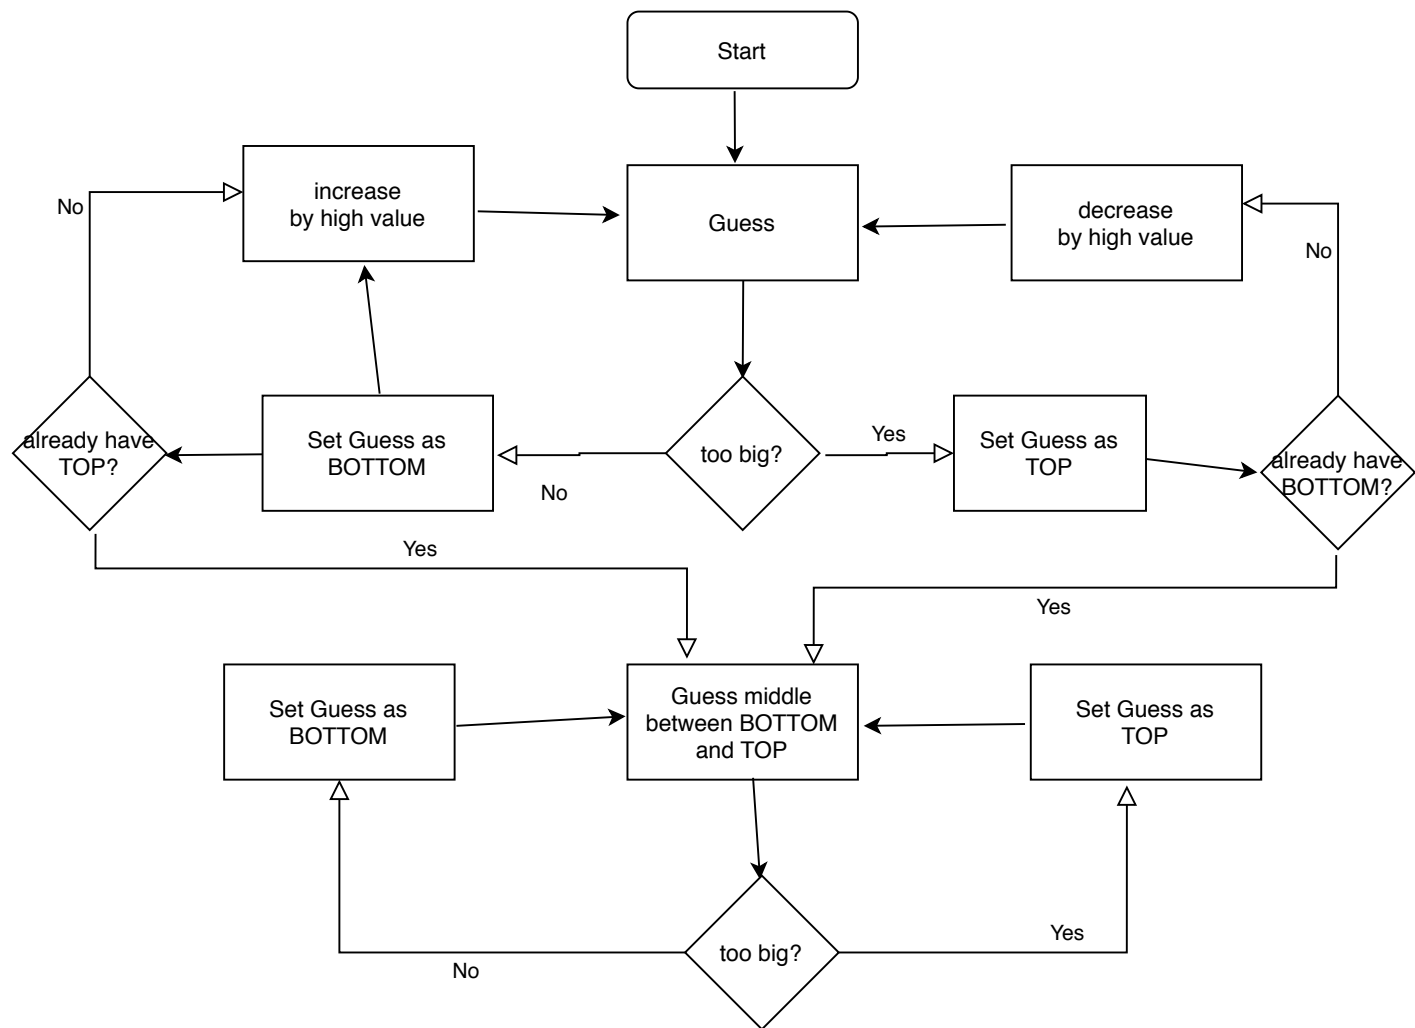 Start
increase
by high value
No
Guess
decrease
by high value
No
already have
TOP?
Set Guess as
BOTTOM
No
too big?
Yes
Set Guess as
TOP
already have
BOTTOM?
Yes
Yes
Set Guess as
BOTTOM
Guess middle
between BOTTOM
and TOP
Set Guess as
TOP
No
too big?
Yes